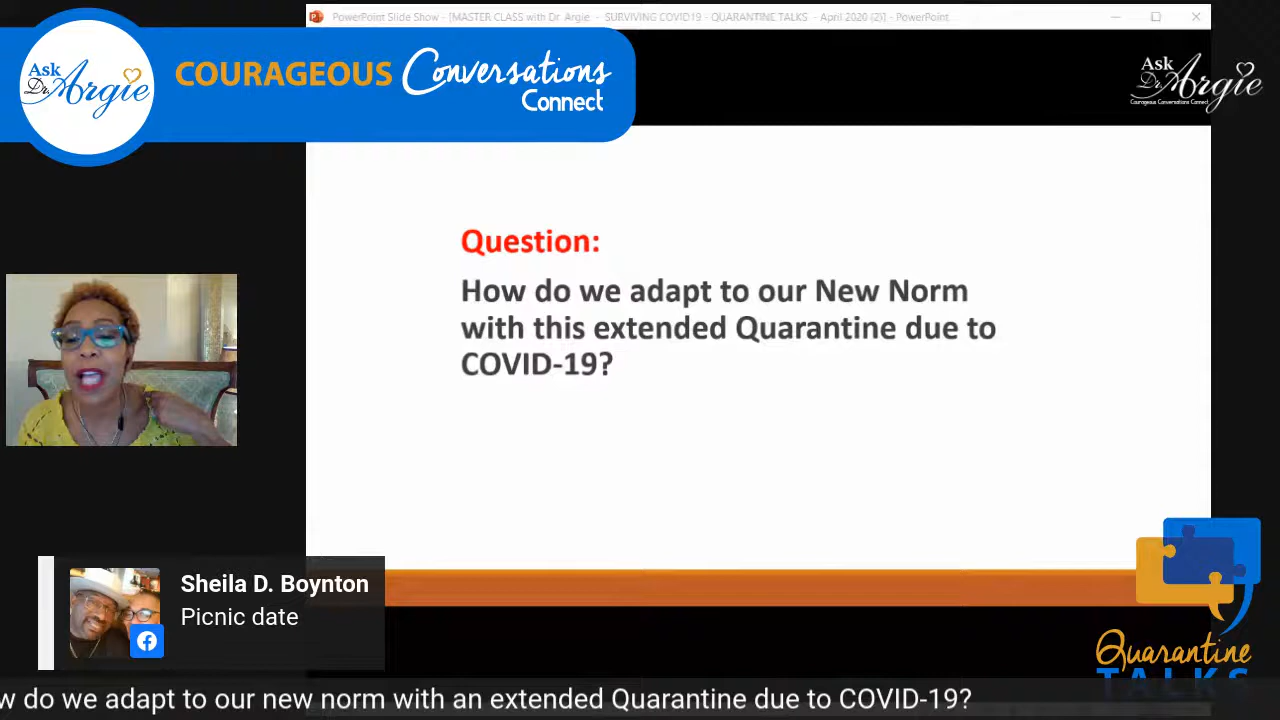 PowerPoint Slide Show - [MASTER CLASS with Dr. Argie - SURVIVING COVID19 - QUARANTINE TALKS - April 2020 (2)] - PowerPoint
Ask
Dr. Argie
COURAGEOUS Conversations
Connect
Ask
Dr. Argie
Courageous Conversations Connect
Question:
How do we adapt to our New Norm
with this extended Quarantine due to
COVID-19?
Sheila D. Boynton
Picnic date
Quarantine
TALKS
w do we adapt to our new norm with an extended Quarantine due to COVID-19?